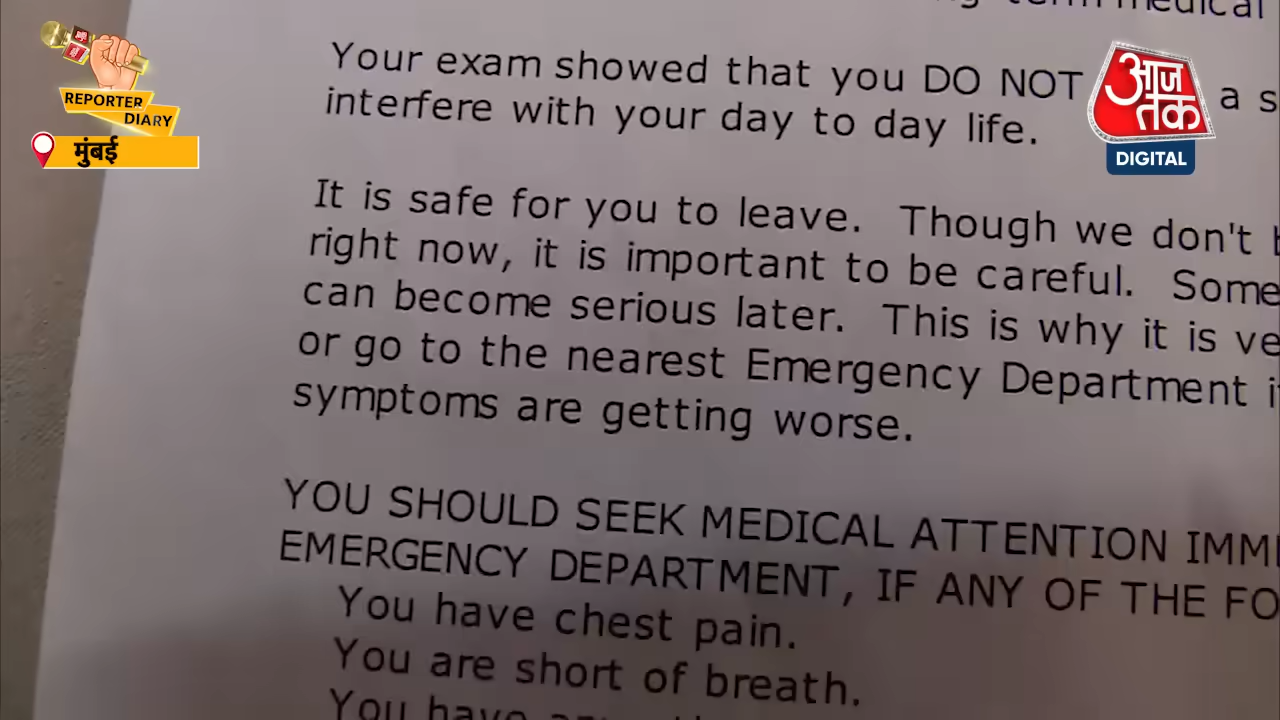 term medical
Your exam showed that you DO NOT a s
interfere with your day to day life.
It is safe for you to leave. Though we don't
right now, it is important to be careful. Some
can become serious later. This is why it is ve
or go to the nearest Emergency Department i
symptoms are getting worse.
YOU SHOULD SEEK MEDICAL ATTENTION IMM
EMERGENCY DEPARTMENT, IF ANY OF THE FO
You have chest pain.
You are short of breath.
You have
REPORTER
DIARY
मुंबई
आज
तक
DIGITAL